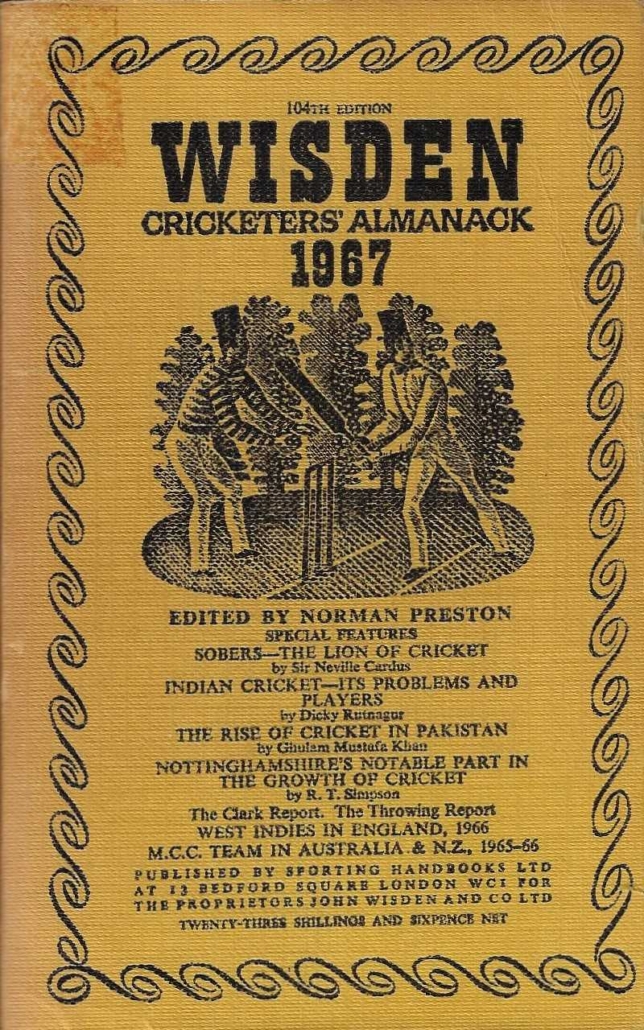 104TH EDITION
WISDEN
CRICKETERS' ALMANACK
1967
EDITED BY NORMAN PRESTON
SPECIAL FEATURES
SOBERS—THE LION OF CRICKET
by Sir Neville Cardus
INDIAN CRICKET—ITS PROBLEMS AND
PLAYERS
by Dicky Rutnagur
THE RISE OF CRICKET IN PAKISTAN
by Ghulam Mustafa Khan
NOTTINGHAMSHIRE'S NOTABLE PART IN
THE GROWTH OF CRICKET
by R. T. Simpson
The Clark Report. The Throwing Report
WEST INDIES IN ENGLAND, 1966
M.C.C. TEAM IN AUSTRALIA & N.Z., 1965-66
PUBLISHED BY SPORTING HANDBOOKS LTD
AT 13 BEDFORD SQUARE LONDON WC1 FOR
THE PROPRIETORS JOHN WISDEN AND CO LTD
TWENTY-THREE SHILLINGS AND SIXPENCE NET